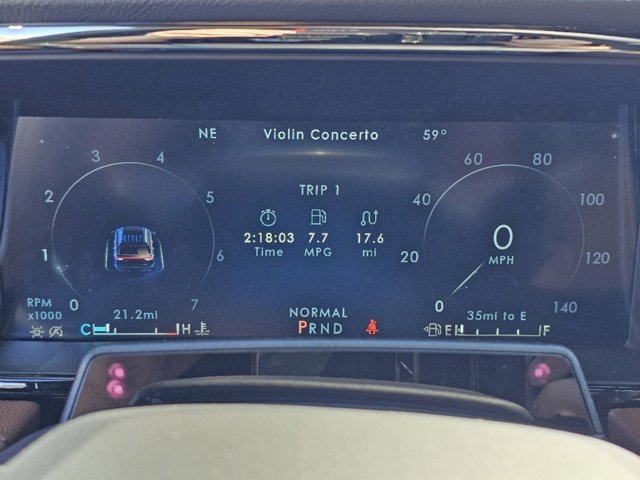 NE Violin Concerto 59°
TRIP 1
2:18:03 7.7 17.6
Time MPG mi
0 1 2 3 4 5 6 7
RPM
x1000
21.2mi
C H
NORMAL
PRND
0 20 40 60 80 100 120 140
0
MPH
35mi to E
E F